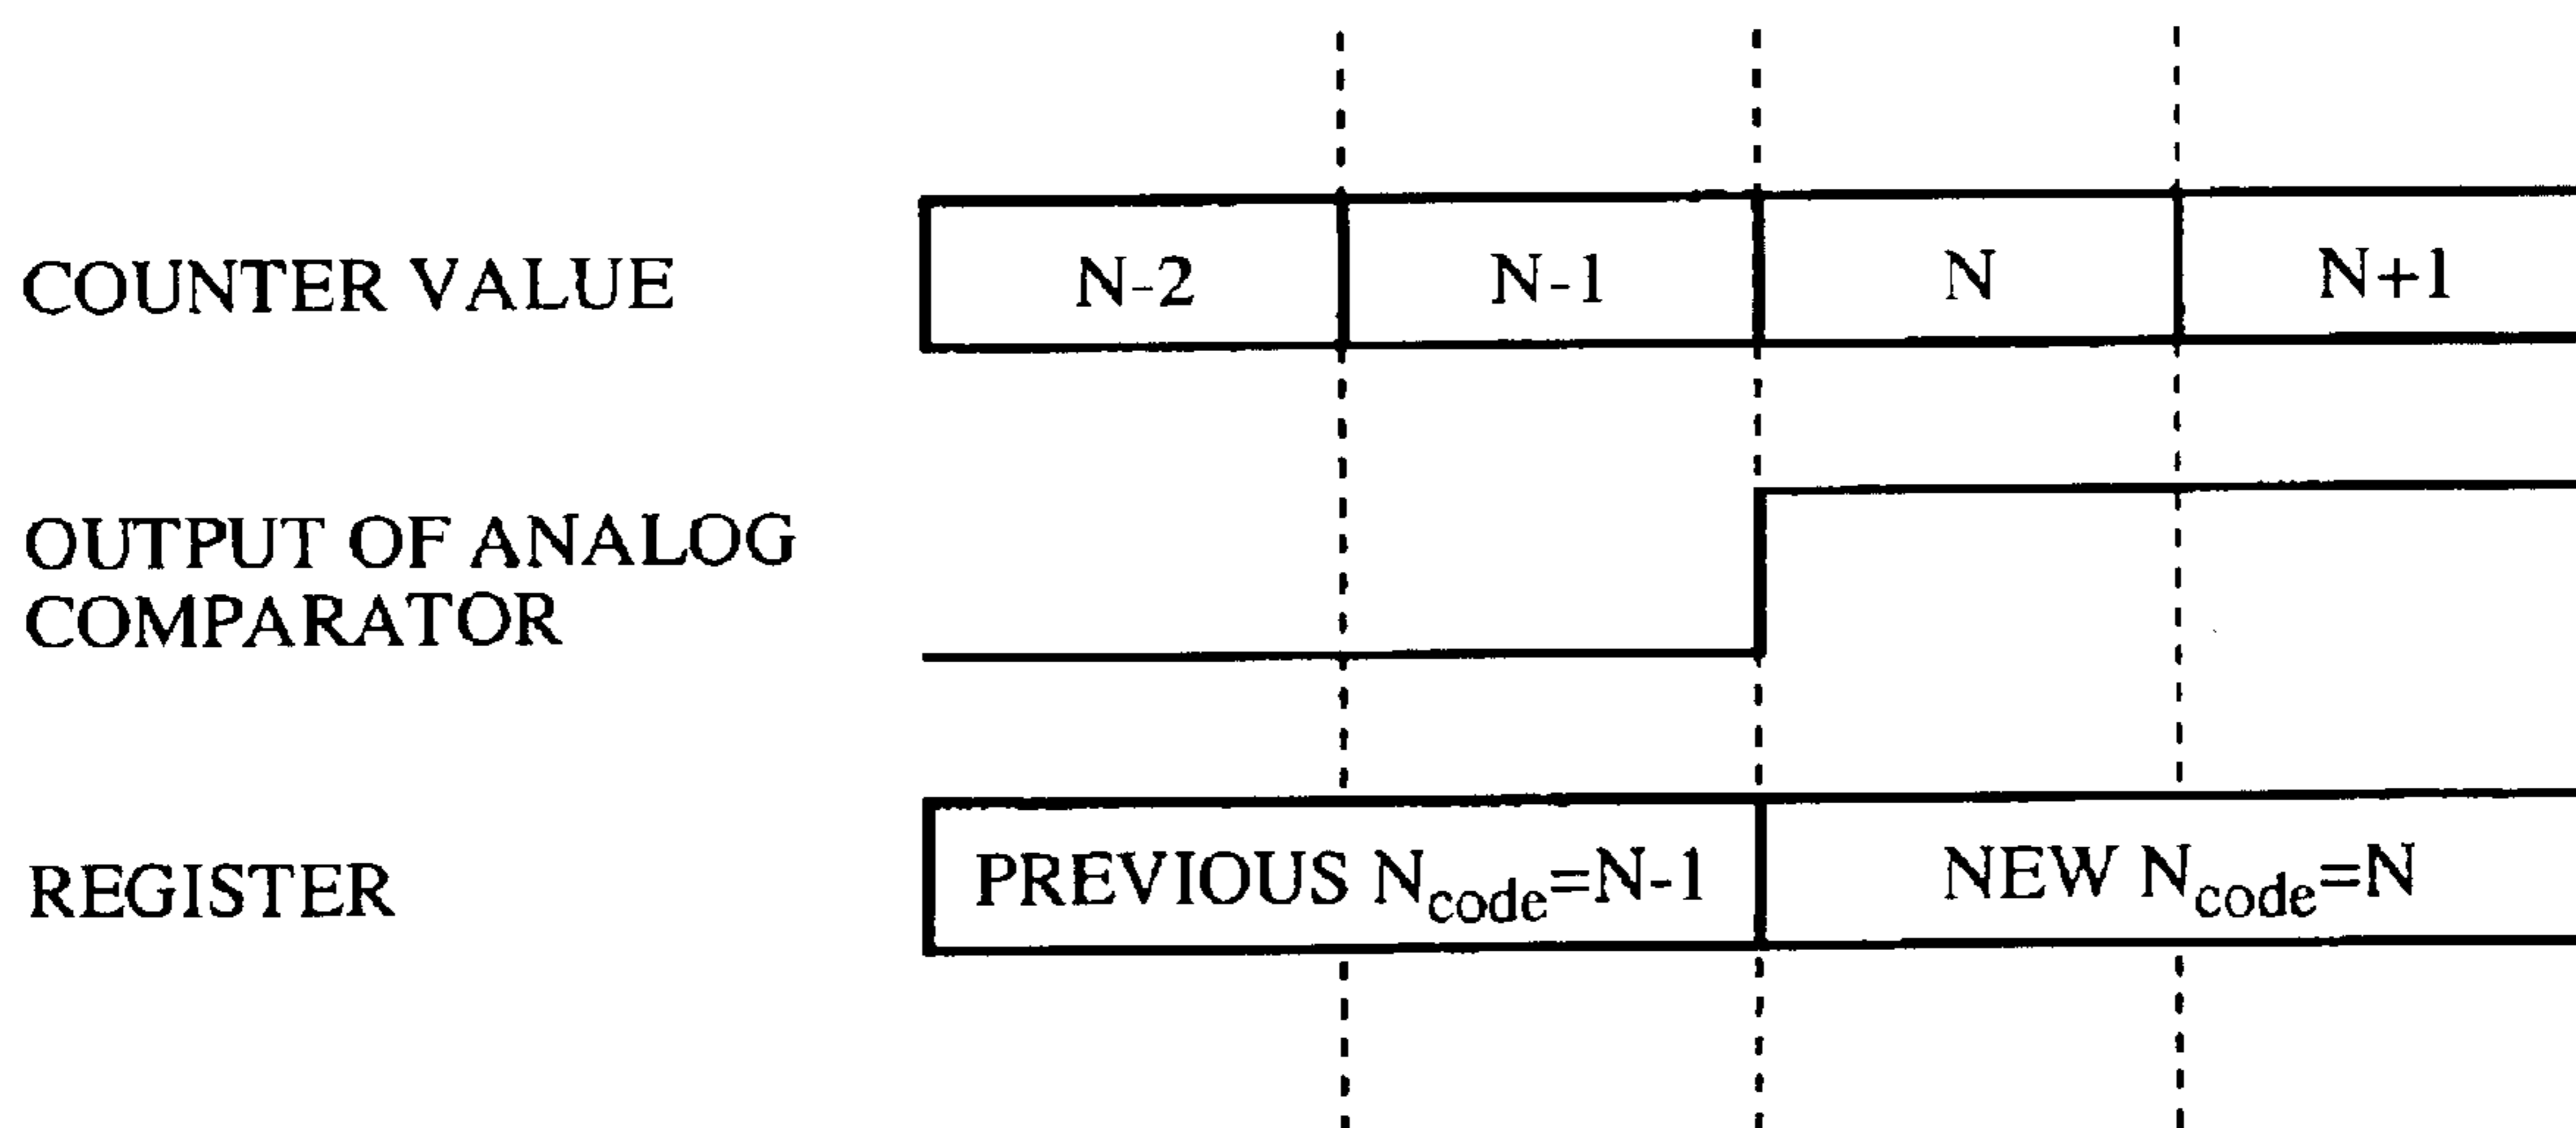 COUNTER VALUE N-2 N-1 N N+1
OUTPUT OF ANALOG
COMPARATOR
REGISTER PREVIOUS Ncode=N-1 NEW Ncode=N